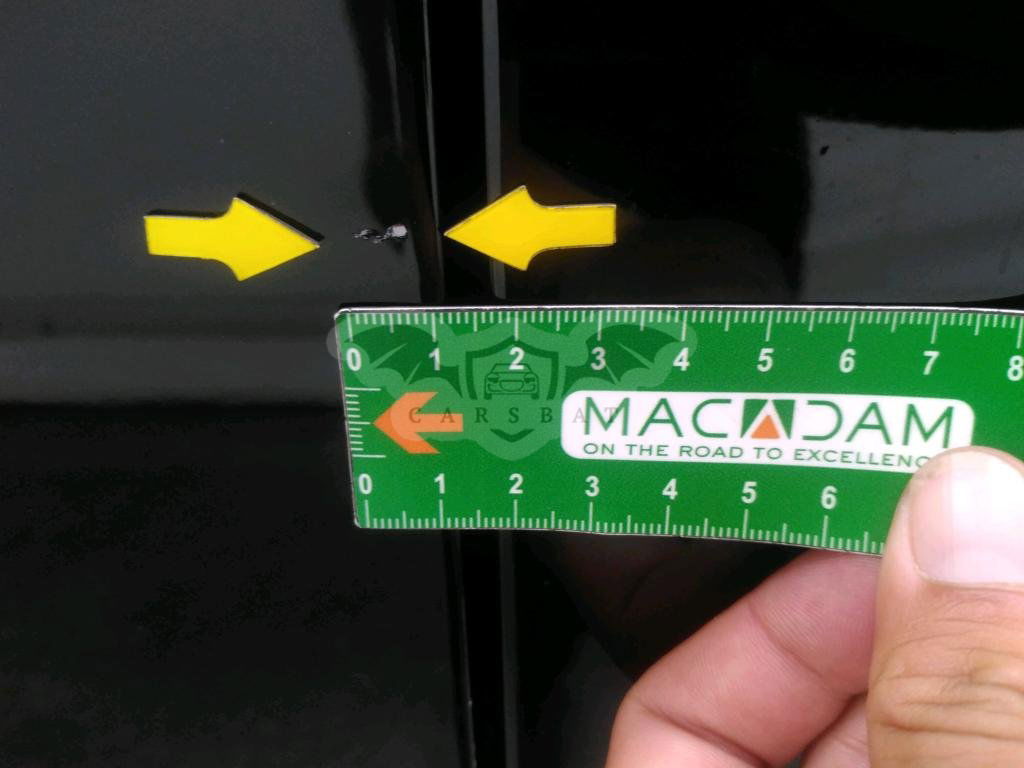 0 1 2 3 4 5 6 7 8
CARSBAT
MACADAM
ON THE ROAD TO EXCELLENC
0 1 2 3 4 5 6